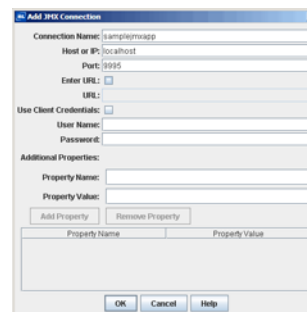 Add JMX Connection
Connection Name: samplejmxapp
Host or IP: localhost
Port: 9995
Enter URL:
URL:
Use Client Credentials:
User Name:
Password:
Additional Properties:
Property Name:
Property Value:
Add Property Remove Property
Property Name Property Value
OK Cancel Help